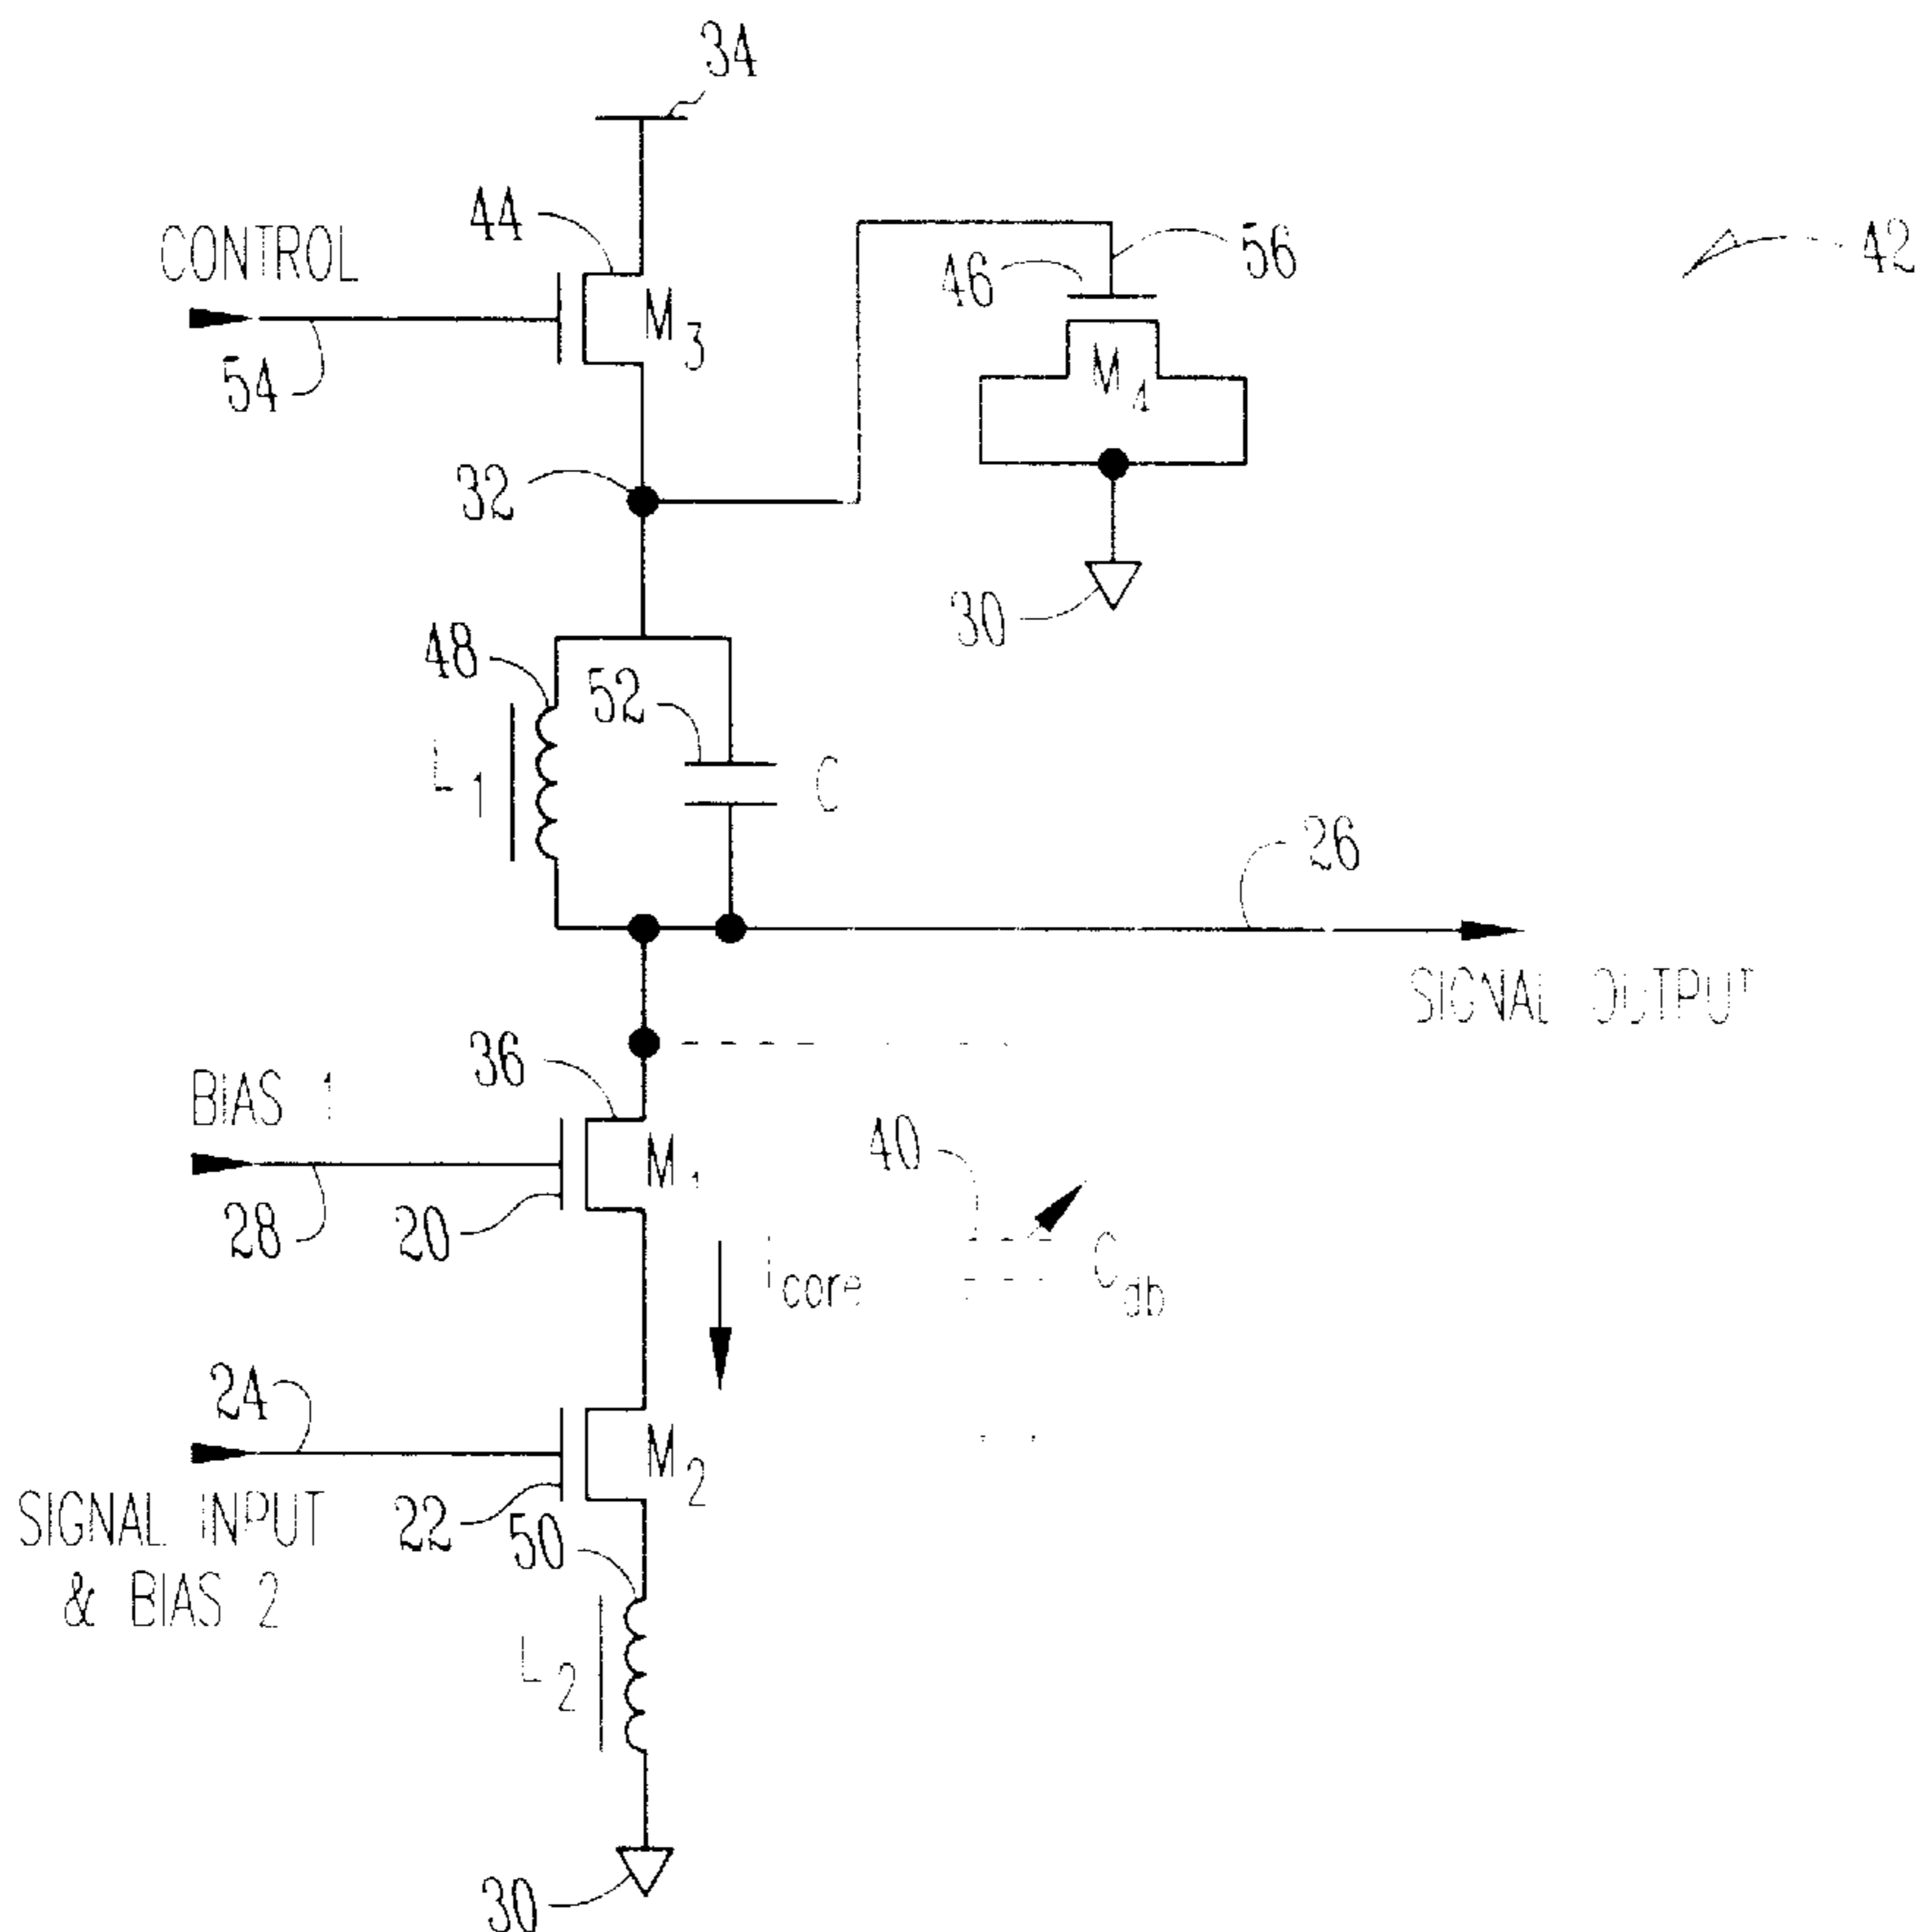 34
44
CONTROL
56
42
46
M3
54
M4
32
30
48
52
L1
C
26
SIGNAL OUTPUT
36
BIAS 1
40
M1
28
20
icore
Cdb
24
M2
SIGNAL INPUT
& BIAS 2
22
50
L2
30